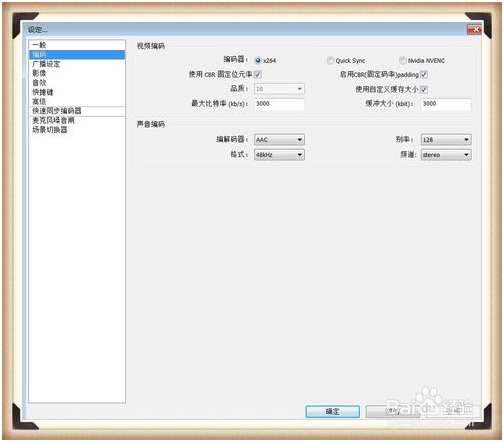 设定...
一般
编码
广播设定
影像
音效
快捷键
高级
快速同步编码器
麦克风噪音阈
场景切换器
视频编码
编码器： x264 Quick Sync Nvidia NVENC
使用 CBR 固定位元率 启用CBR(固定码率)padding
品质： 10 使用自定义缓存大小
最大比特率 (kb/s)： 3000 缓冲大小 (kbit)： 3000
声音编码
编解码器： AAC 别率： 128
格式： 48kHz 频道： stereo
确定
Baidu 经验